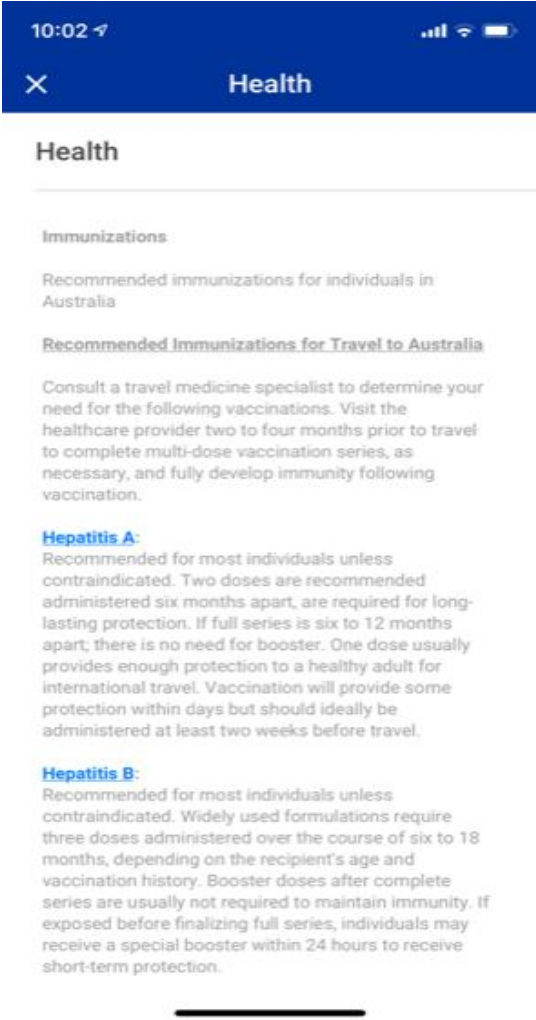 10:02
Health
Health
Immunizations
Recommended immunizations for individuals in
Australia
Recommended Immunizations for Travel to Australia
Consult a travel medicine specialist to determine your
need for the following vaccinations. Visit the
healthcare provider two to four months prior to travel
to complete multi-dose vaccination series, as
necessary, and fully develop immunity following
vaccination.
Hepatitis A:
Recommended for most individuals unless
contraindicated. Two doses are recommended
administered six months apart, are required for long-
lasting protection. If full series is six to 12 months
apart; there is no need for booster. One dose usually
provides enough protection to a healthy adult for
international travel. Vaccination will provide some
protection within days but should ideally be
administered at least two weeks before travel.
Hepatitis B:
Recommended for most individuals unless
contraindicated. Widely used formulations require
three doses administered over the course of six to 18
months, depending on the recipient's age and
vaccination history. Booster doses after complete
series are usually not required to maintain immunity. If
exposed before finalizing full series, individuals may
receive a special booster within 24 hours to receive
short-term protection.